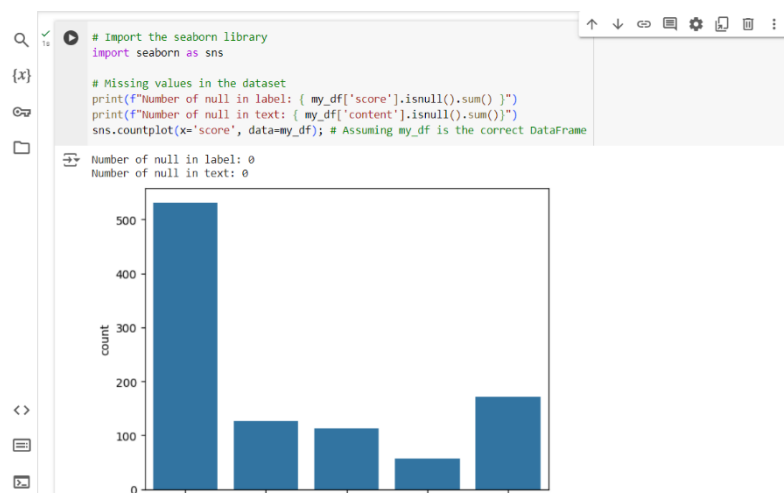 1s
# Import the seaborn library
import seaborn as sns
{x}
# Missing values in the dataset
print(f"Number of null in label: { my_df['score'].isnull().sum() }")
print(f"Number of null in text: { my_df['content'].isnull().sum()}")
sns.countplot(x='score', data=my_df); # Assuming my_df is the correct DataFrame
Number of null in label: 0
Number of null in text: 0
500
400
300
200
100
0
count